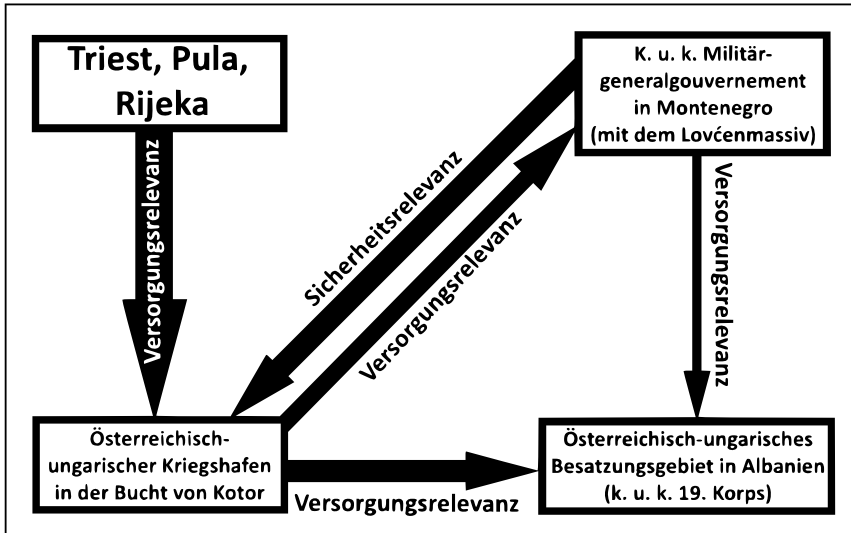 Triest, Pula,
Rijeka
K. u. k. Militär-
generalgouvernement
in Montenegro
(mit dem Lovćenmassiv)
Versorgungsrelevanz
Sicherheitsrelevanz
Versorgungsrelevanz
Versorgungsrelevanz
Österreichisch-
ungarischer Kriegshafen
in der Bucht von Kotor
Versorgungsrelevanz
Österreichisch-ungarisches
Besatzungsgebiet in Albanien
(k. u. k. 19. Korps)